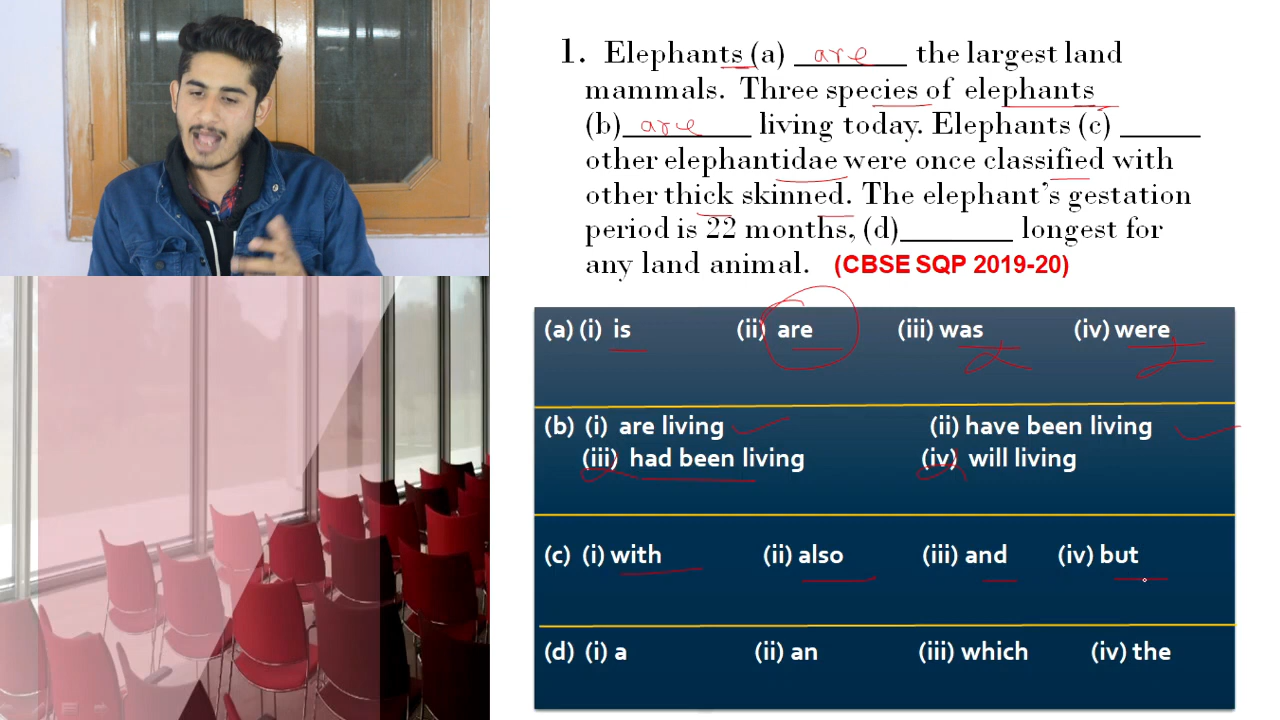 1. Elephants (a) are the largest land
mammals. Three species of elephants
(b) are living today. Elephants (c) ______
other elephantidae were once classified with
other thick skinned. The elephant's gestation
period is 22 months, (d)________ longest for
any land animal. (CBSE SQP 2019-20)
(a) (i) is (ii) are (iii) was (iv) were
(b) (i) are living (ii) have been living
(iii) had been living (iv) will living
(c) (i) with (ii) also (iii) and (iv) but
(d) (i) a (ii) an (iii) which (iv) the